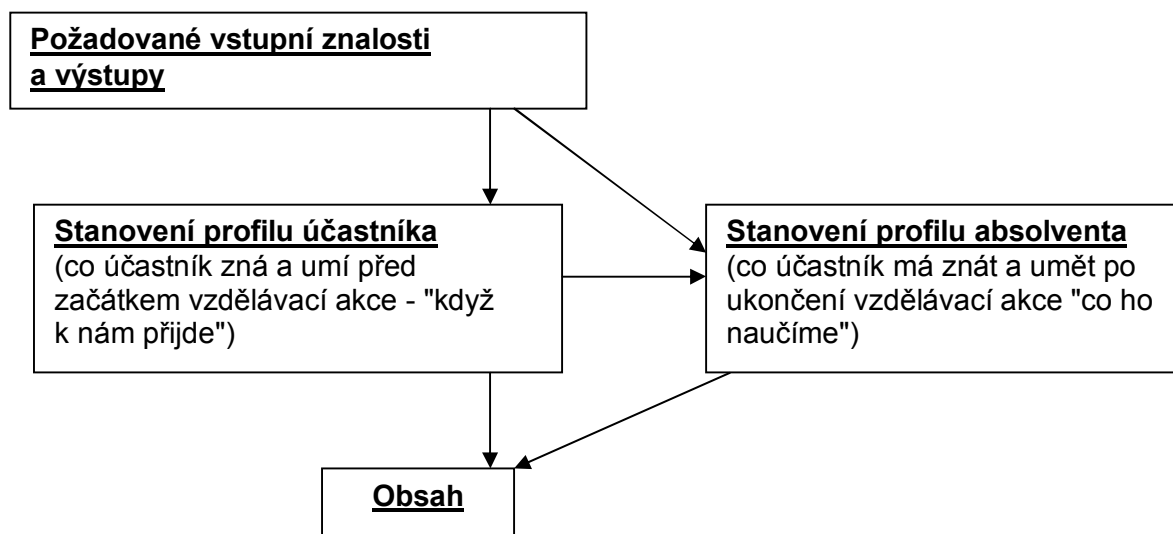 Požadované vstupní znalosti
a výstupy
Stanovení profilu účastníka
(co účastník zná a umí před
začátkem vzdělávací akce - "když
k nám přijde")
Stanovení profilu absolventa
(co účastník má znát a umět po
ukončení vzdělávací akce "co ho
naučíme")
Obsah